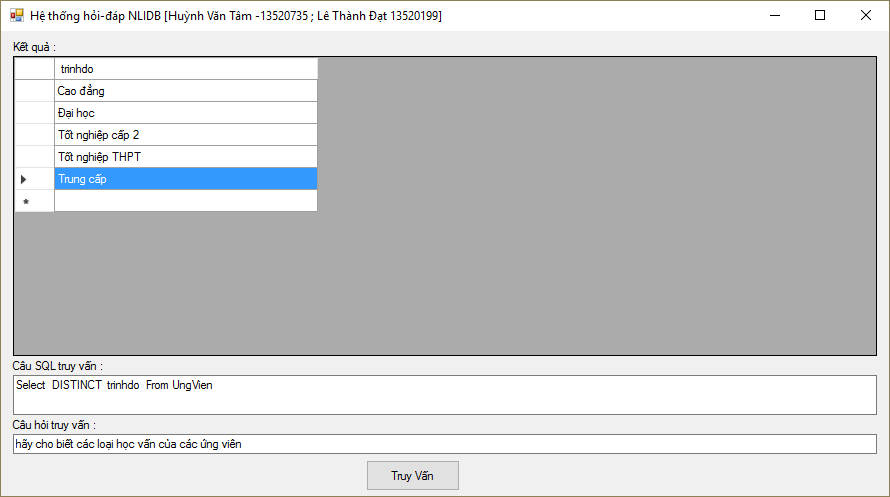 Hệ thống hỏi-đáp NLIDB [Huỳnh Văn Tâm -13520735 ; Lê Thành Đạt 13520199]
Kết quả :
trinhdo
Cao đẳng
Đại học
Tốt nghiệp cấp 2
Tốt nghiệp THPT
Trung cấp
Câu SQL truy vấn :
Select DISTINCT trinhdo From UngVien
Câu hỏi truy vấn :
hãy cho biết các loại học vấn của các ứng viên
Truy Vấn